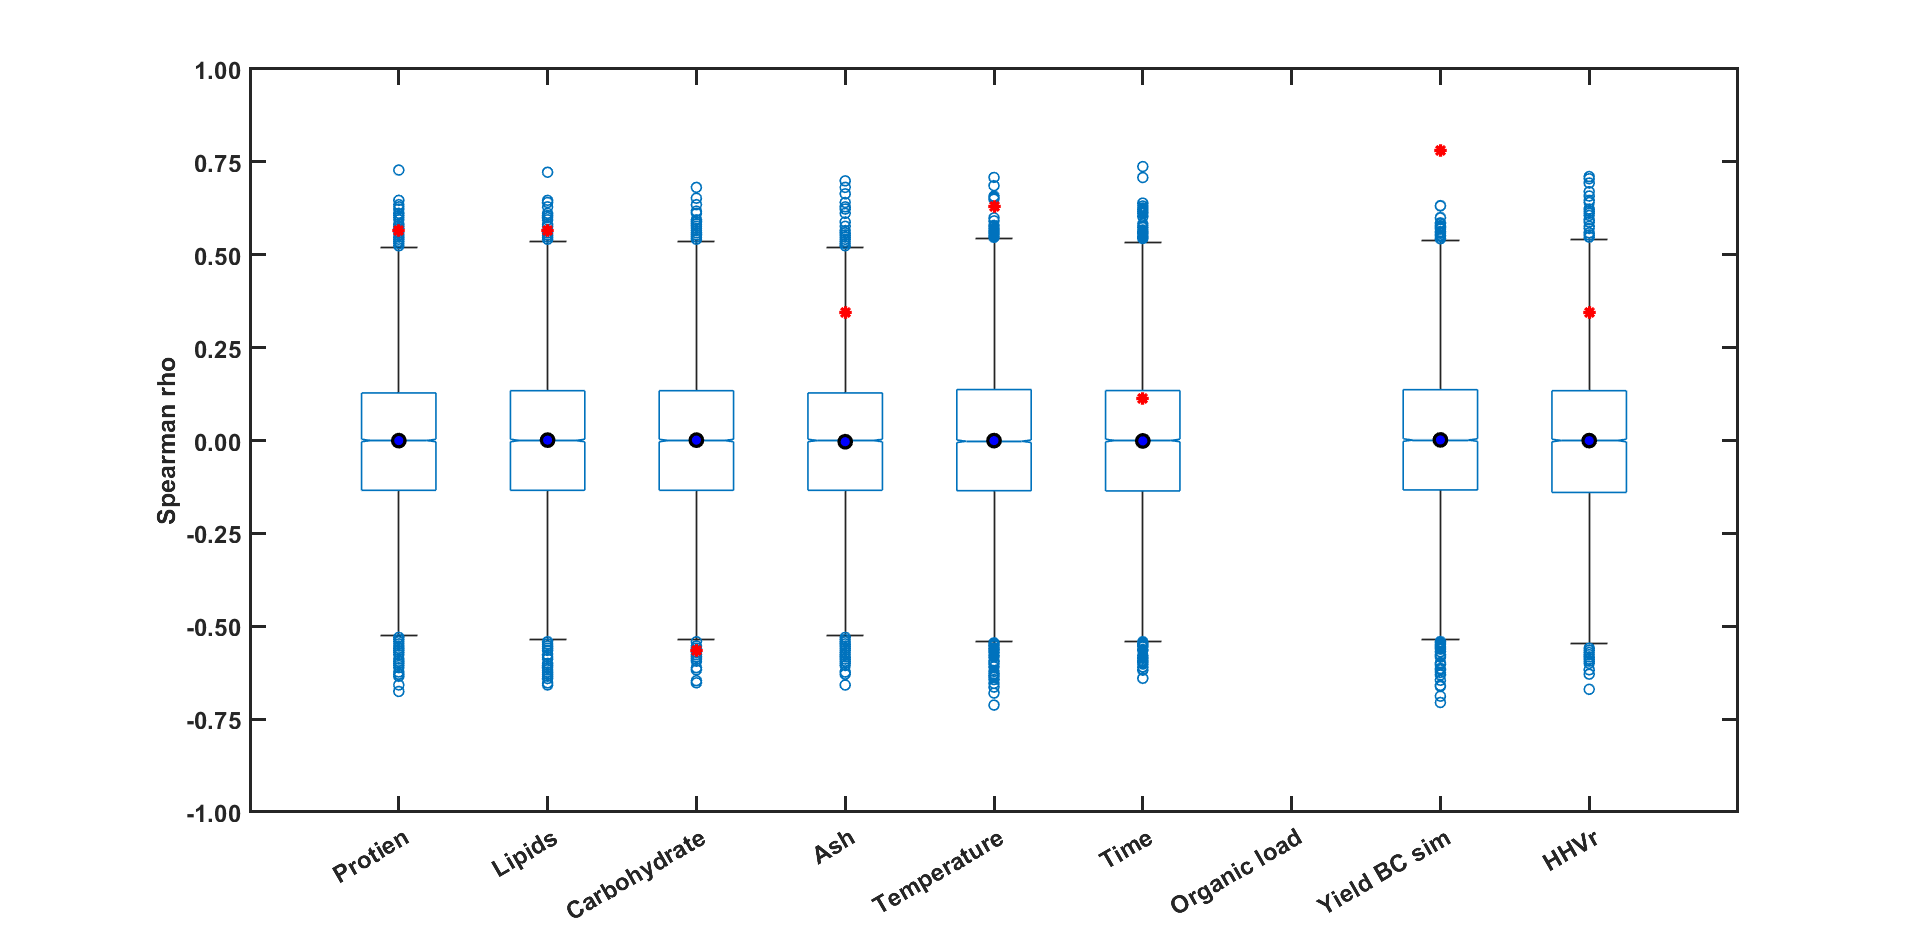 1.00
0.75
0.50
0.25
0.00
-0.25
-0.50
-0.75
-1.00
Spearman rho
Protien
Lipids
Carbohydrate
Ash
Temperature
Time
Organic load
Yield BC sim
HHVr